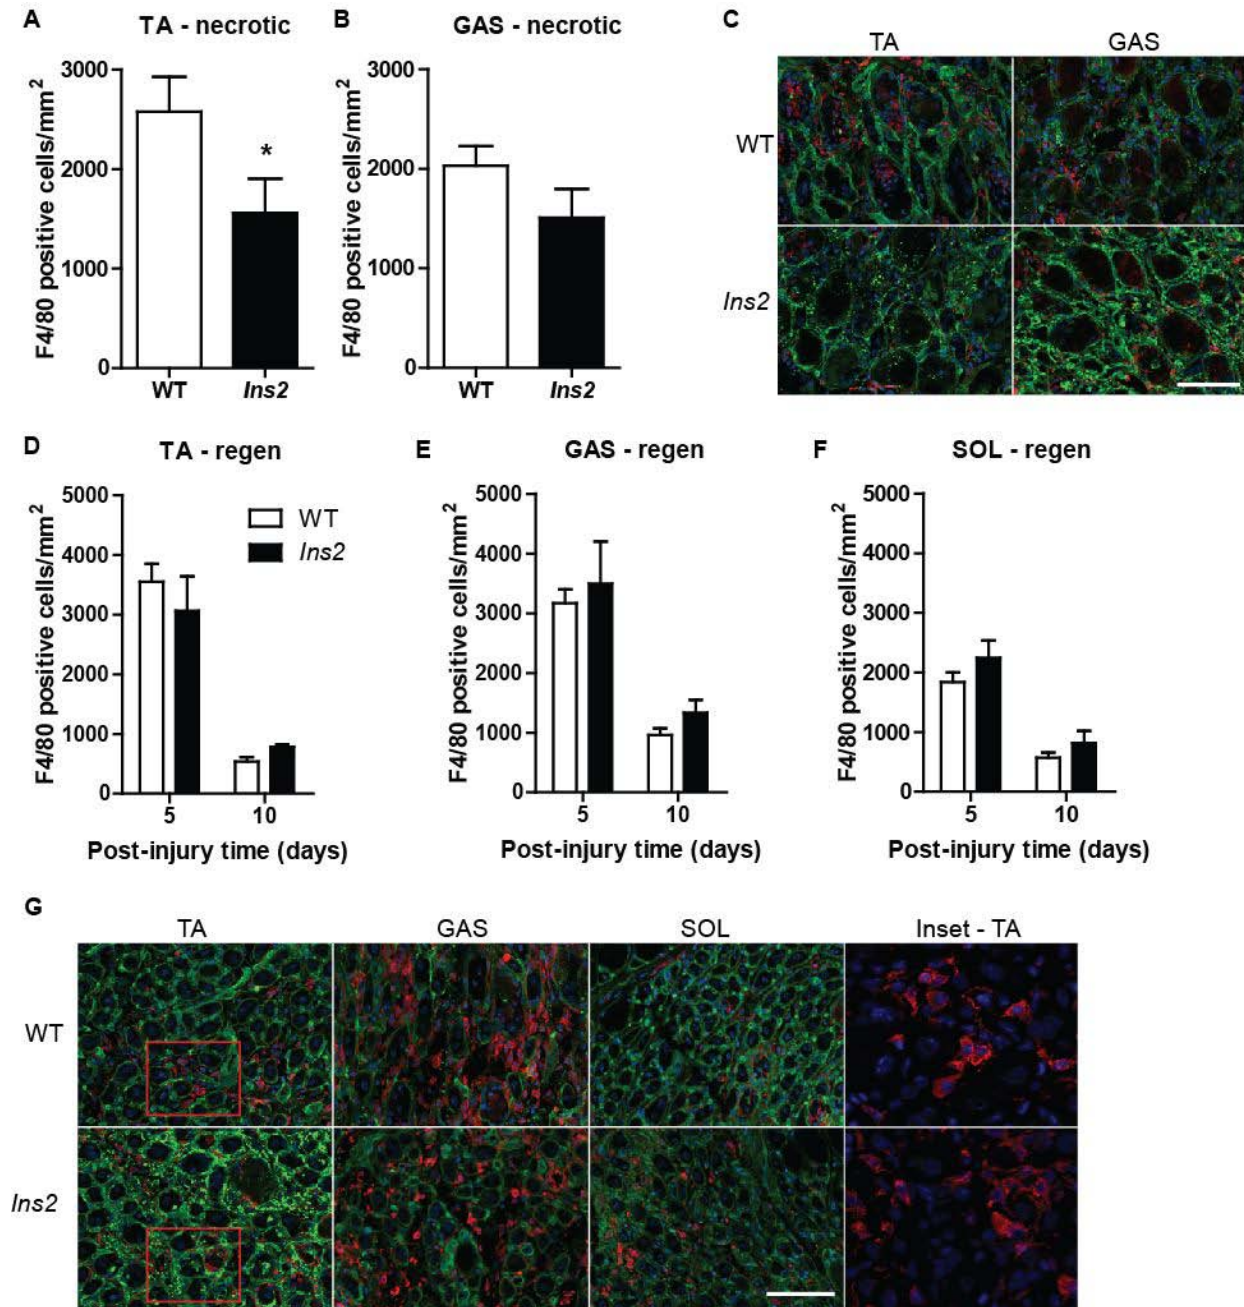 A
TA - necrotic
F4/80 positive cells/mm²
3000
2000
1000
0
*
WT
Ins2
B
GAS - necrotic
F4/80 positive cells/mm²
3000
2000
1000
0
WT
Ins2
C
TA
GAS
WT
Ins2
D
TA - regen
F4/80 positive cells/mm²
5000
4000
3000
2000
1000
0
WT
Ins2
5
10
Post-injury time (days)
E
GAS - regen
F4/80 positive cells/mm²
5000
4000
3000
2000
1000
0
5
10
Post-injury time (days)
F
SOL - regen
F4/80 positive cells/mm²
5000
4000
3000
2000
1000
0
5
10
Post-injury time (days)
G
TA
GAS
SOL
Inset - TA
WT
Ins2